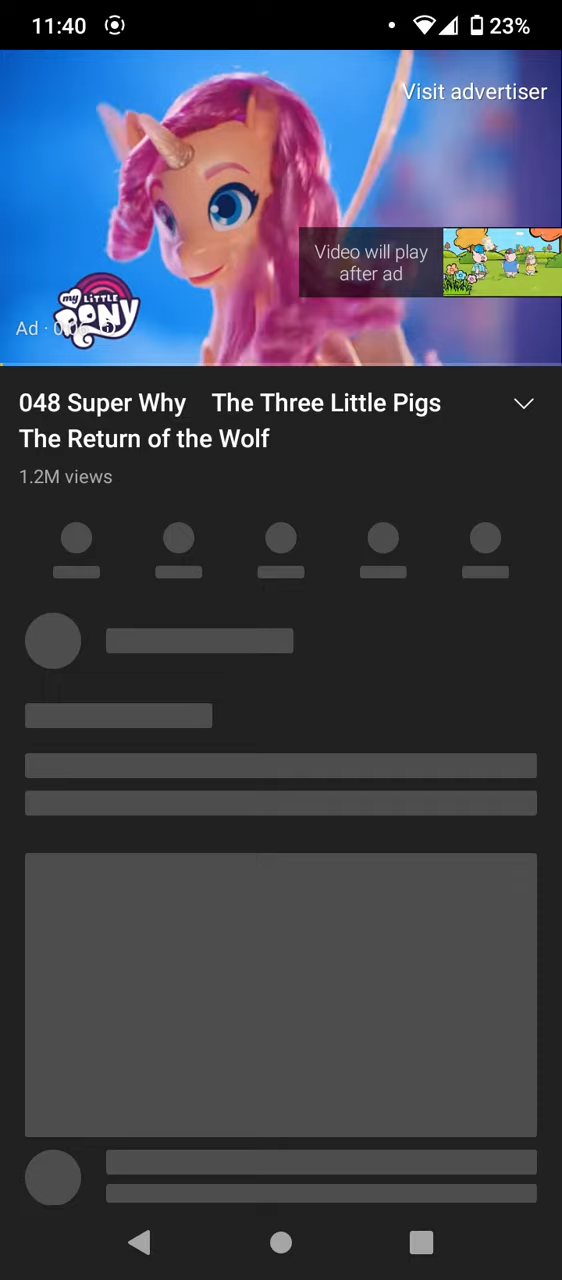 11:40
23%
Visit advertiser
Video will play
after ad
my LITTLE
PONY
Ad ·
048 Super Why    The Three Little Pigs
The Return of the Wolf
1.2M views